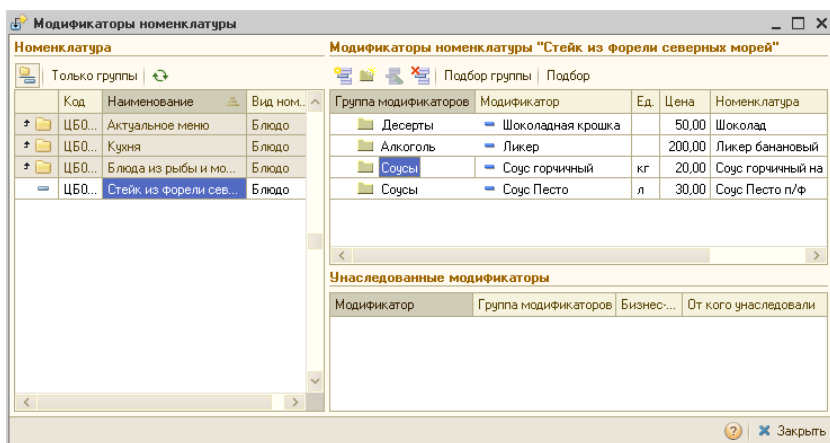 Модификаторы номенклатуры
Номенклатура
Только группы
Код Наименование Вид ном..
ЦБ0... Актуальное меню Блюдо
ЦБ0... Кухня Блюдо
ЦБ0... Блюда из рыбы и мо... Блюдо
ЦБ0... Стейк из форели сев... Блюдо
Модификаторы номенклатуры "Стейк из форели северных морей"
Подбор группы Подбор
Группа модификаторов Модификатор Ед. Цена Номенклатура
Десерты Шоколадная крошка 50,00 Шоколад
Алкоголь Ликер 200,00 Ликер банановый
Соусы Соус горчичный кг 20,00 Соус горчичный на
Соусы Соус Песто л 30,00 Соус Песто п/ф
Унаследованные модификаторы
Модификатор Группа модификаторов Бизнес-... От кого унаследовали
? Закрыть